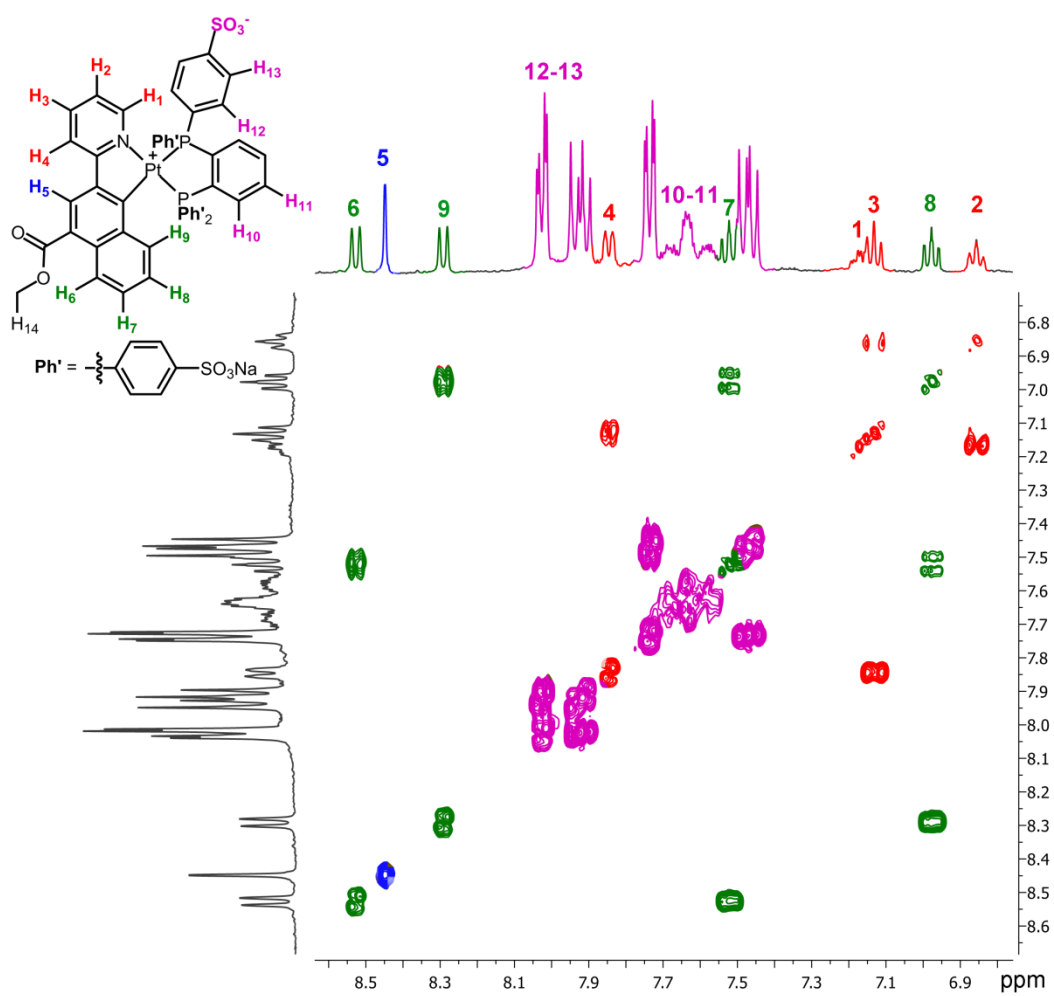 SO₃⁻
H₂
H₁₃
12-13
H₃
H₁
H₁₂
H₄
N
Ph'
P
+
Pt
H₅
P
Ph'₂
H₁₁
H₁₀
O
O
H₉
H₆
H₈
H₇
H₁₄
Ph' =
SO₃Na
6
5
9
4
10-11
7
1
3
8
2
6.8
6.9
7.0
7.1
7.2
7.3
7.4
7.5
7.6
7.7
7.8
7.9
8.0
8.1
8.2
8.3
8.4
8.5
8.6
8.5 8.3 8.1 7.9 7.7 7.5 7.3 7.1 6.9 ppm